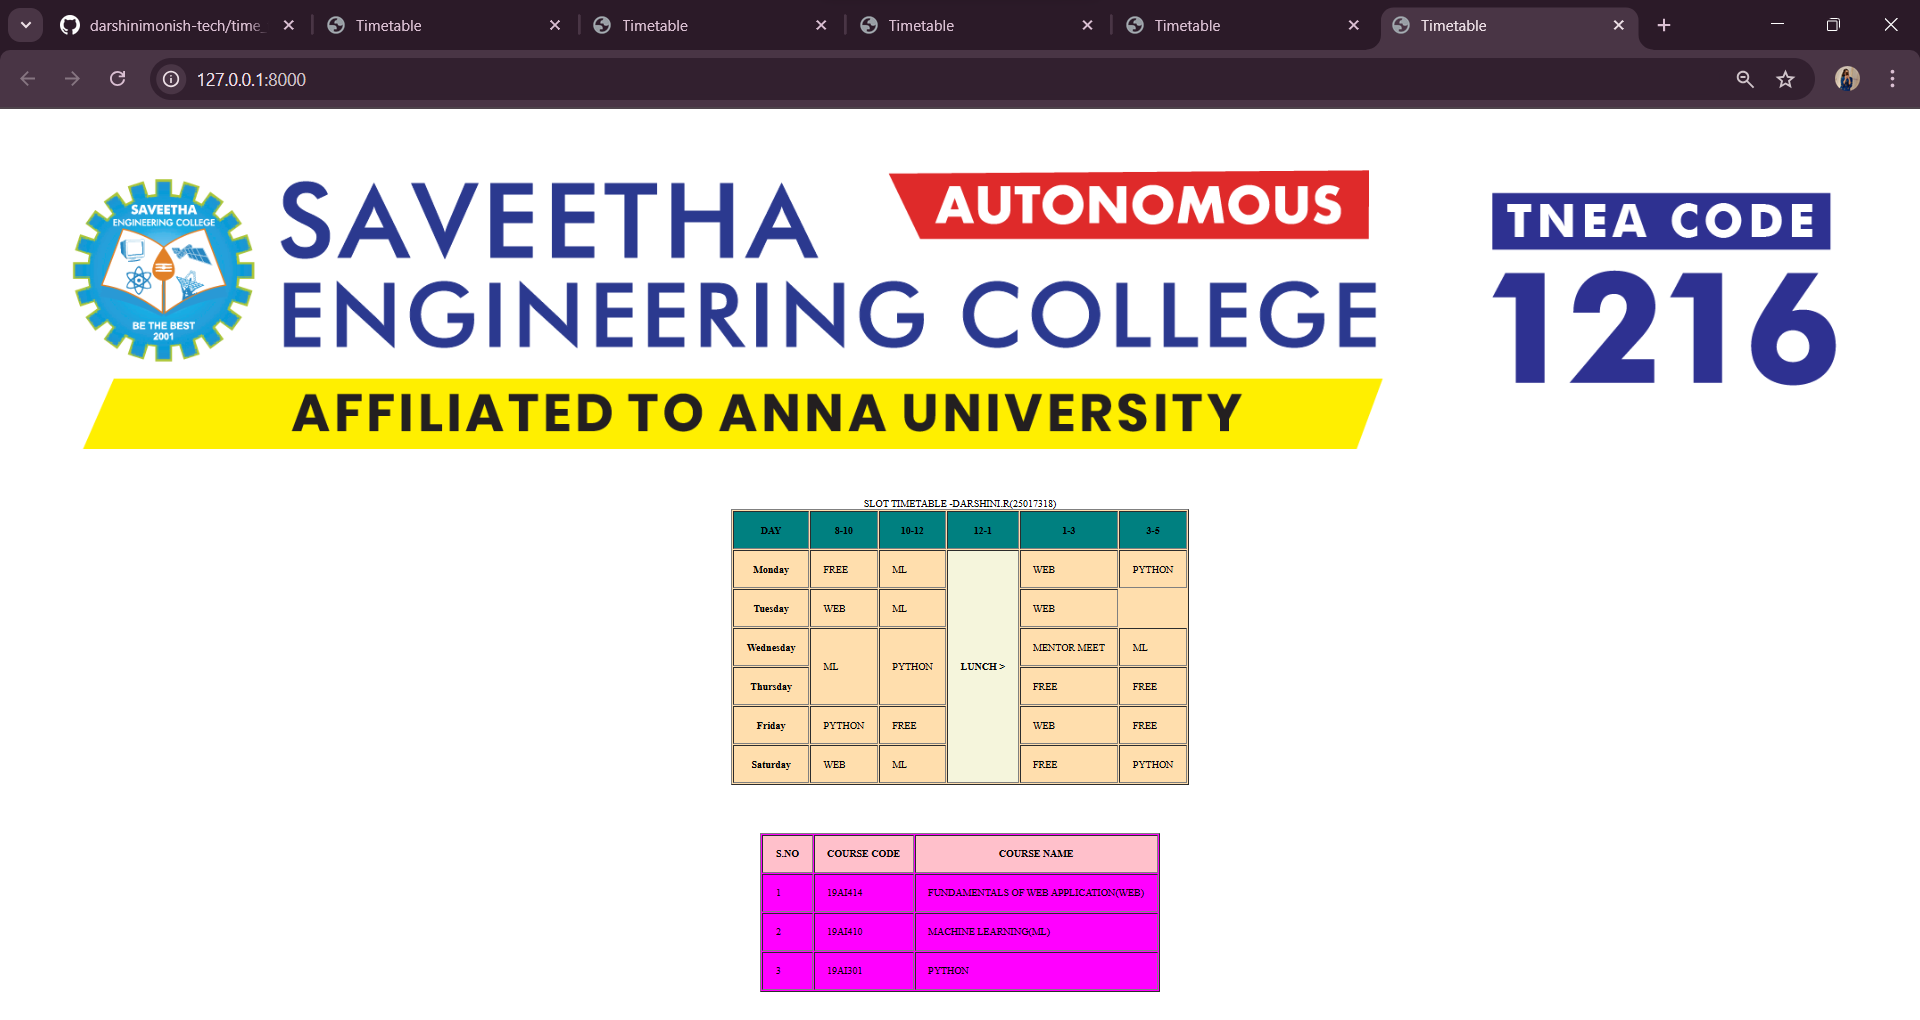 darshinimonish-tech/time_
Timetable
Timetable
Timetable
Timetable
Timetable
127.0.0.1:8000
SAVEETHA
ENGINEERING COLLEGE
BE THE BEST
2001
SAVEETHA
AUTONOMOUS
ENGINEERING COLLEGE
AFFILIATED TO ANNA UNIVERSITY
TNEA CODE
1216
SLOT TIMETABLE -DARSHINI.R(25017318)
DAY 8-10 10-12 12-1 1-3 3-5
Monday FREE ML WEB PYTHON
Tuesday WEB ML WEB
Wednesday MENTOR MEET ML
ML PYTHON LUNCH >
Thursday FREE FREE
Friday PYTHON FREE WEB FREE
Saturday WEB ML FREE PYTHON
S.NO COURSE CODE COURSE NAME
1 19AI414 FUNDAMENTALS OF WEB APPLICATION(WEB)
2 19AI410 MACHINE LEARNING(ML)
3 19AI301 PYTHON